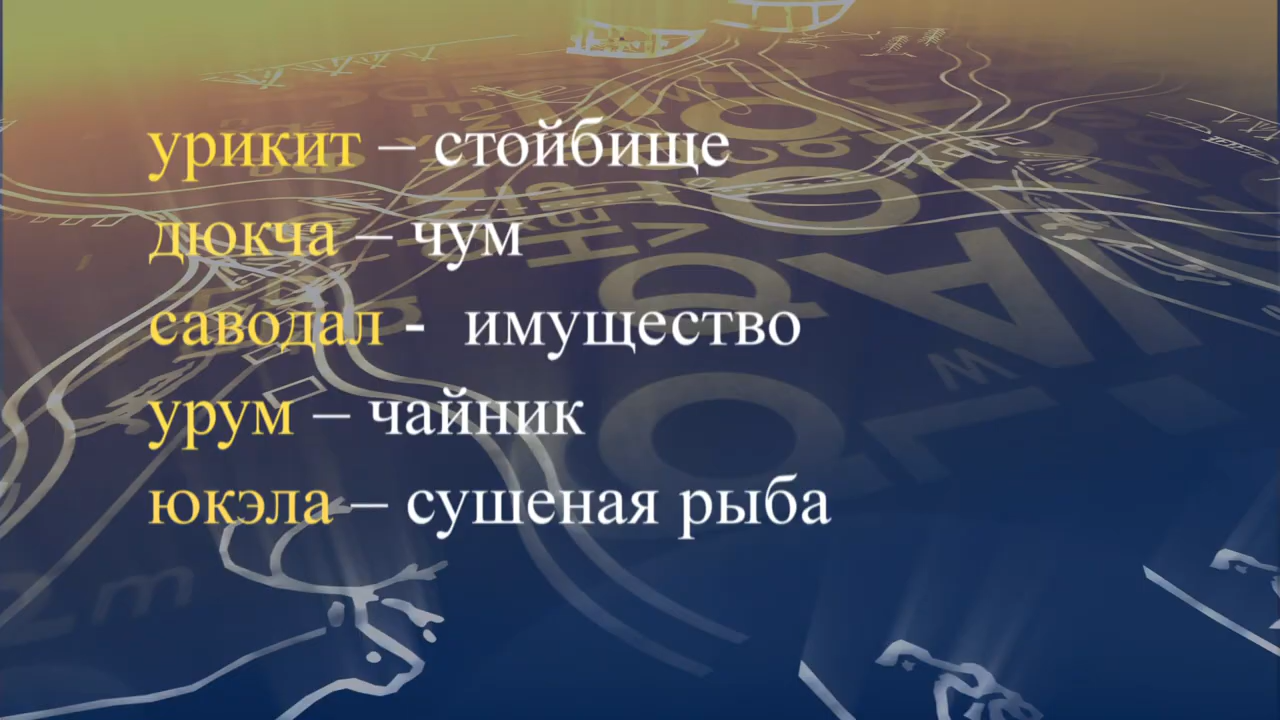 урикит – стойбище
дюкча – чум
саводал - имущество
урум – чайник
юкэла – сушеная рыба